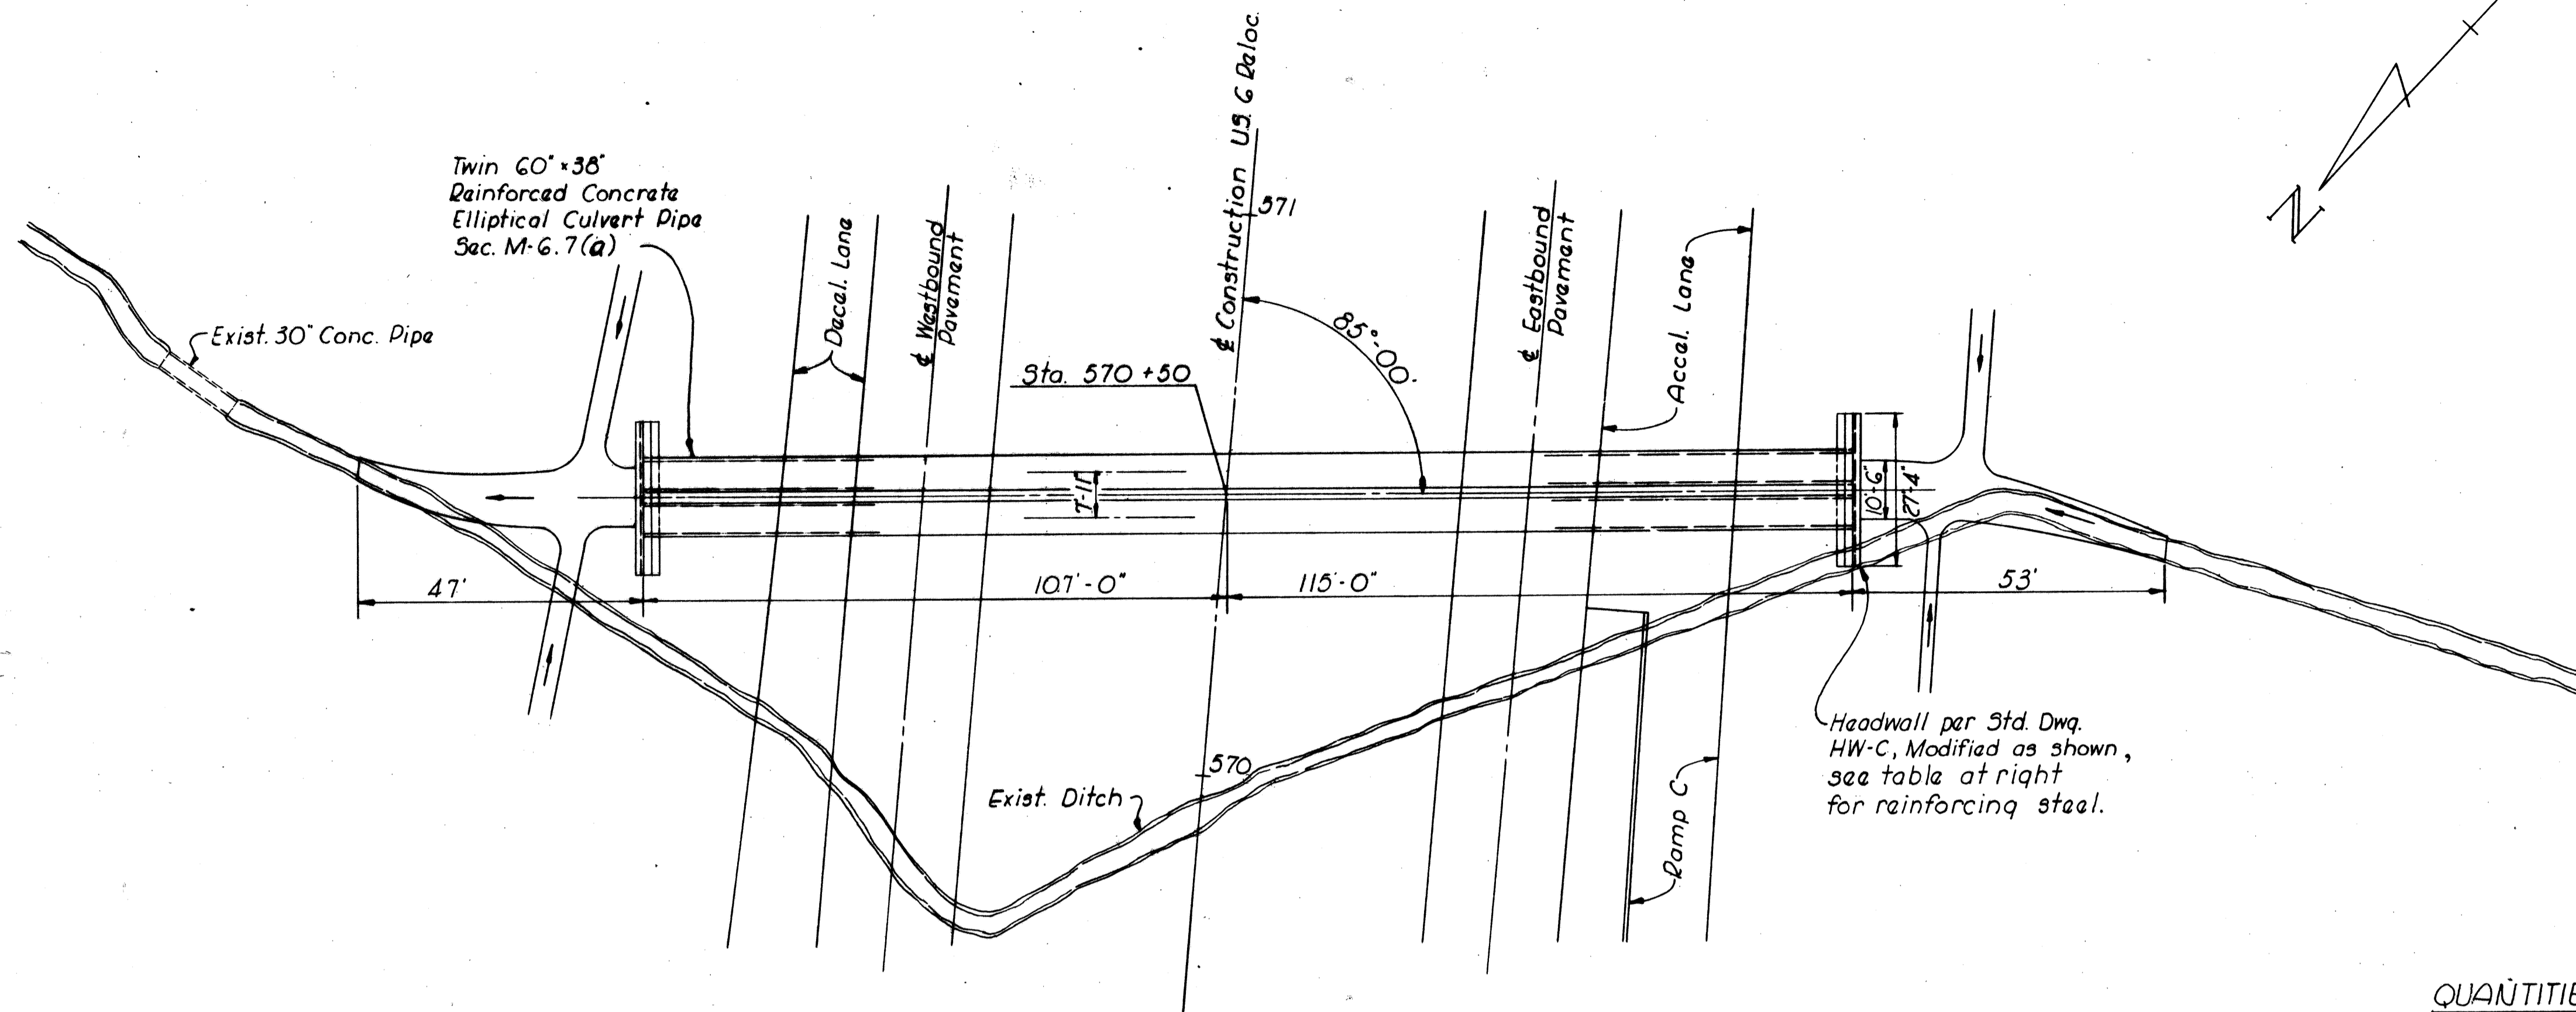 Twin 60" x 38"
Reinforced Concrete
Elliptical Culvert Pipe
Sec. M-6.7(a)
Exist. 30" Conc. Pipe
Decel. Lane
℄ Westbound
Pavement
℄ Construction U.S. 6 Reloc.
571
Sta. 570 +50
85°-00'
℄ Eastbound
Pavement
Accel. Lane
N
7'-11"
10'-6"
27'-4"
47'
107'-0"
115'-0"
53'
570
Exist. Ditch
Ramp C
Headwall per Std. Dwg.
HW-C, Modified as shown,
see table at right
for reinforcing steel.
QUANTITIE